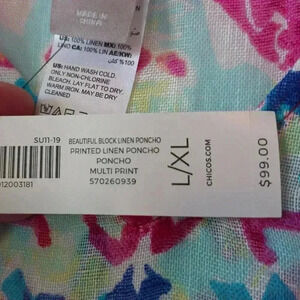 MADE IN
CHINA
US: 100% LINEN MX: 100%
LINO CA: 100% LIN AE/KW:
%100
US: HAND WASH COLD.
ONLY NON-CHLORINE
BLEACH. LAY FLAT TO DRY.
WARM IRON. MAY BE DRY
CLEANED
SU11-19
BEAUTIFUL BLOCK LINEN PONCHO
PRINTED LINEN PONCHO
PONCHO
MULTI PRINT
570260939
12003181
L/XL
CHICOS.COM
$99.00